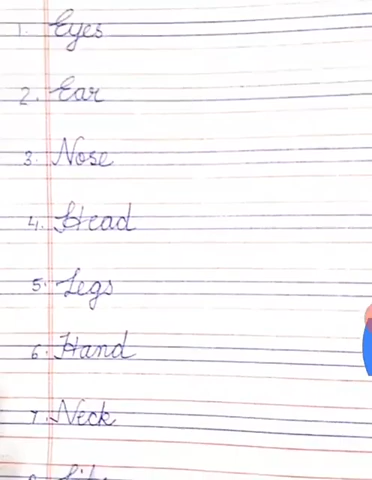 1. Eyes
2. Ear
3. Nose
4. Head
5. Legs
6. Hand
7. Neck